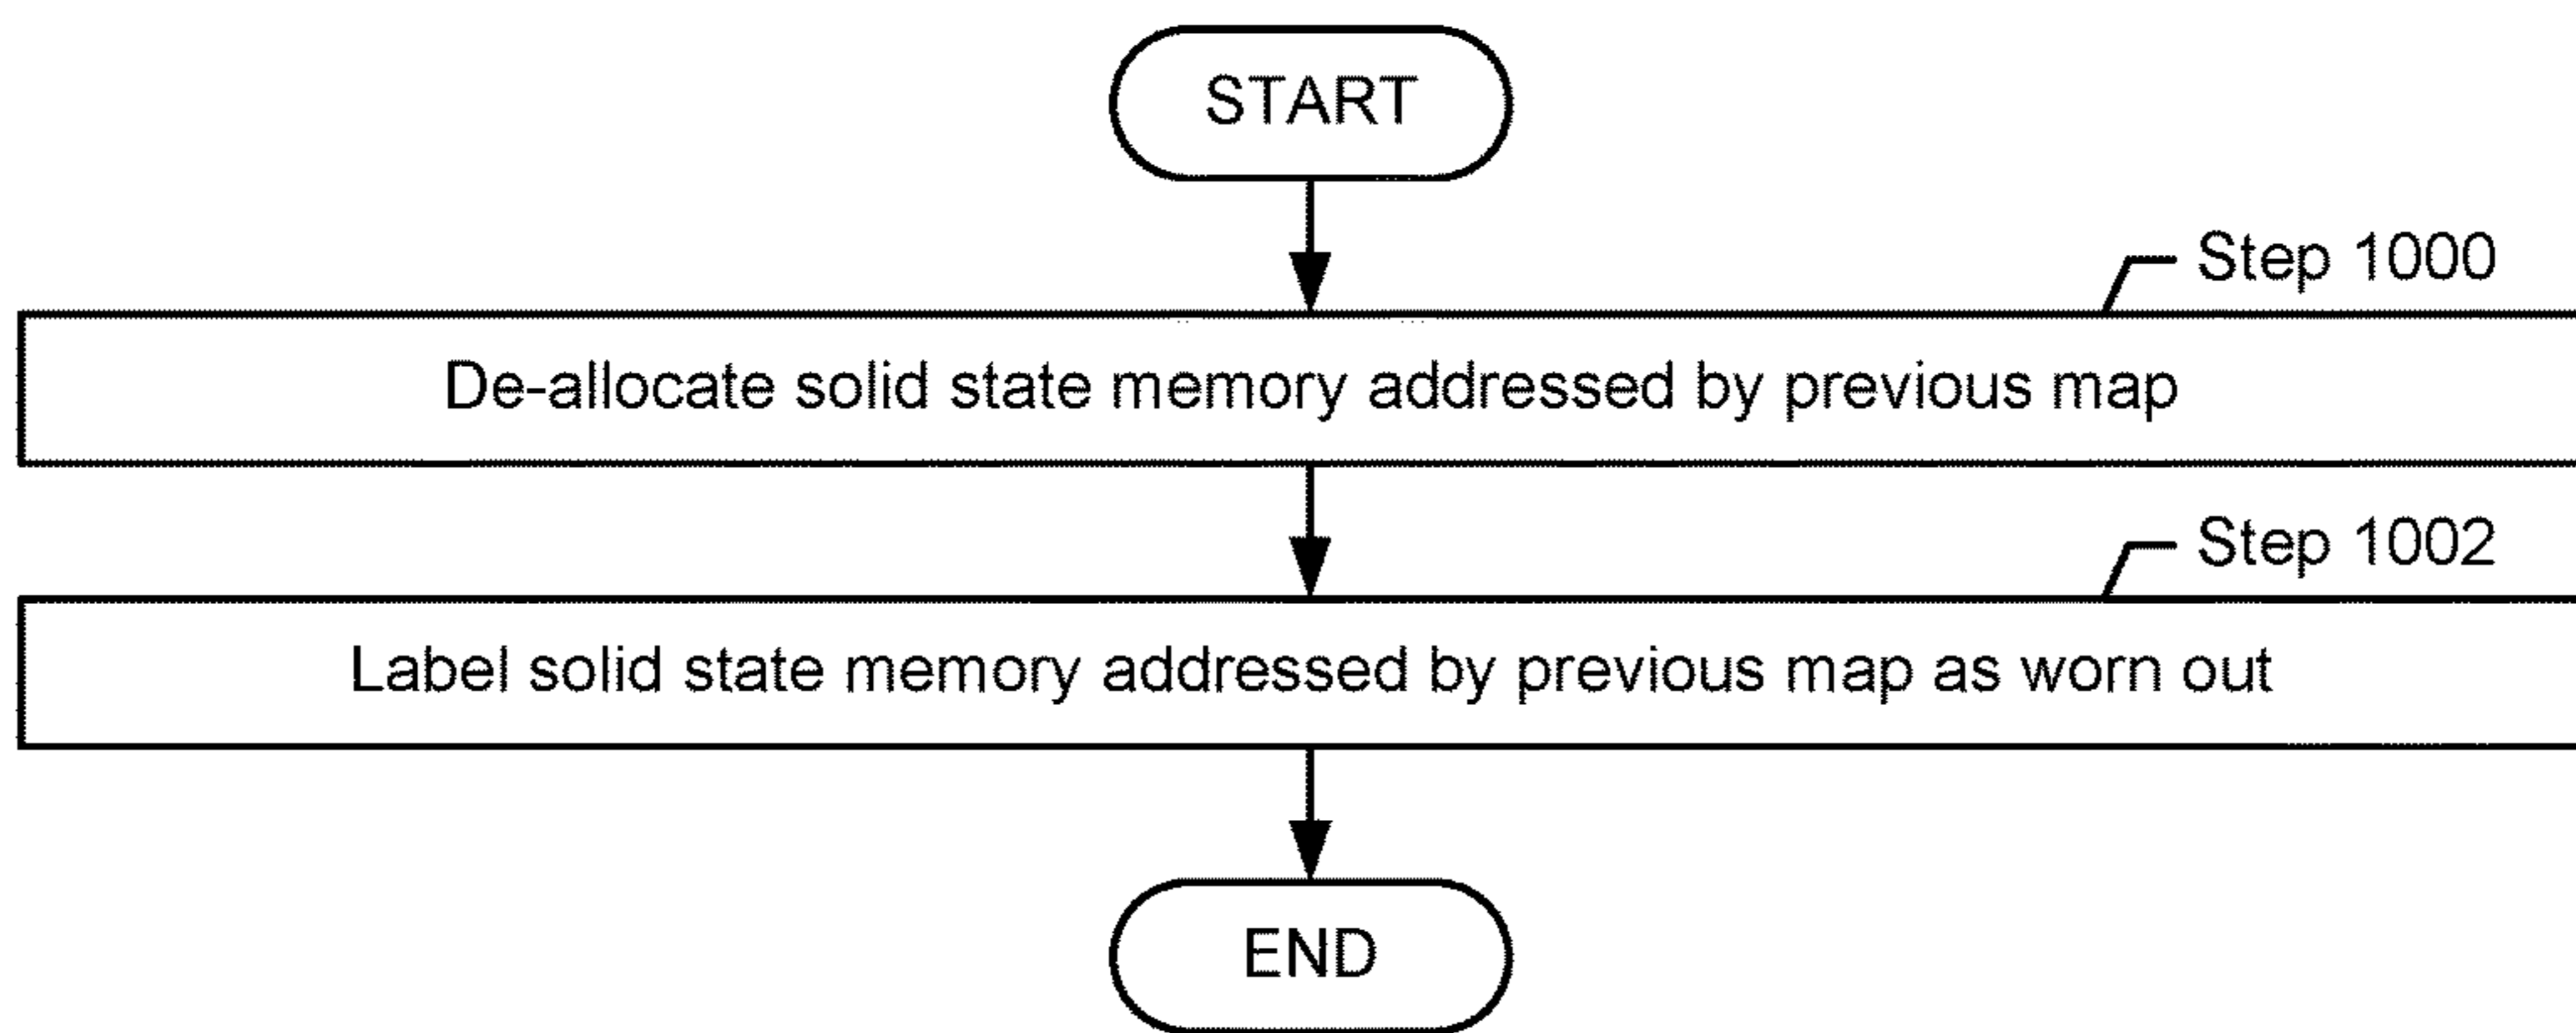 START
Step 1000
De-allocate solid state memory addressed by previous map
Step 1002
Label solid state memory addressed by previous map as worn out
END